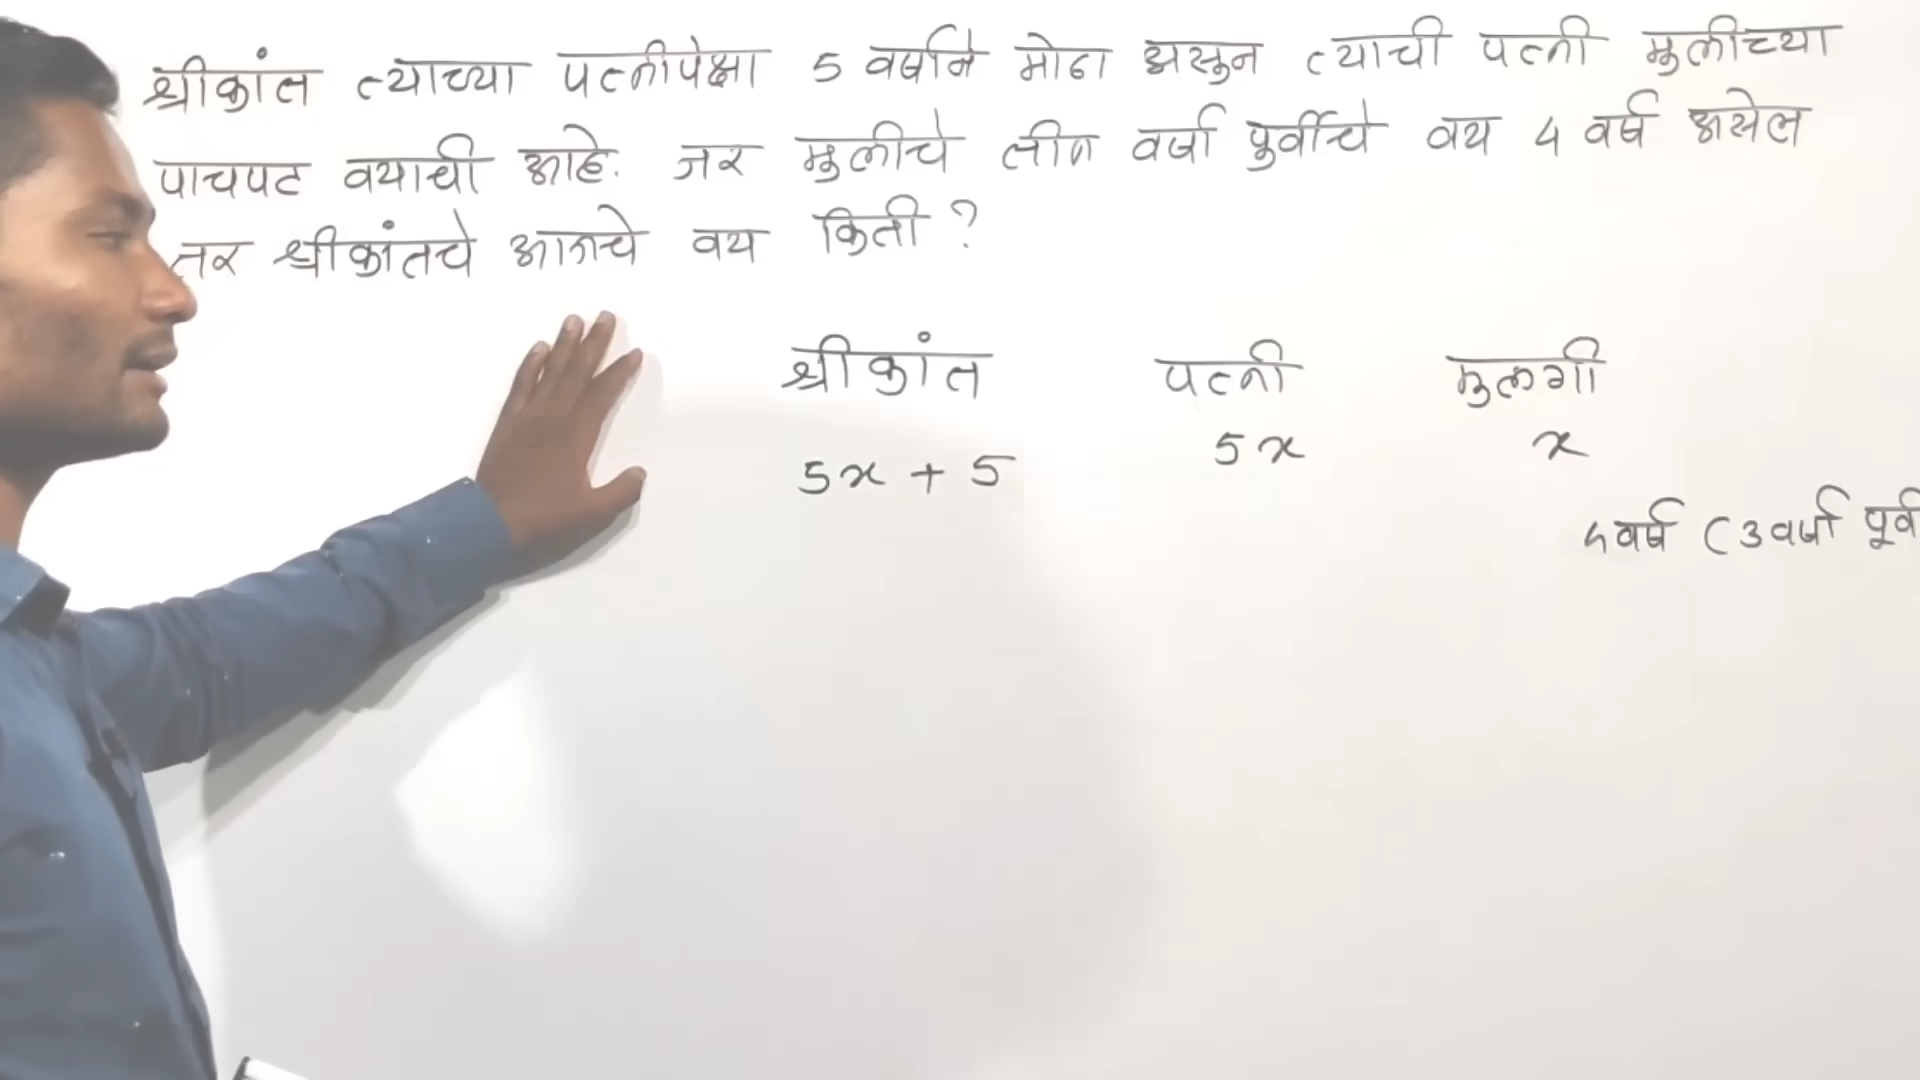 श्रीकांत त्याच्या पत्नीपेक्षा 5 वर्षाने मोठा असुन त्याची पत्नी मुलीच्या
पाचपट वयाची आहे. जर मुलीचे तीन वर्षा पुर्वीचे वय 4 वर्ष असेल
तर श्रीकांतचे आजचे वय किती ?
श्रीकांत पत्नी मुलगी
5x + 5 5x x
4 वर्ष ( 3 वर्षा पूर्वी